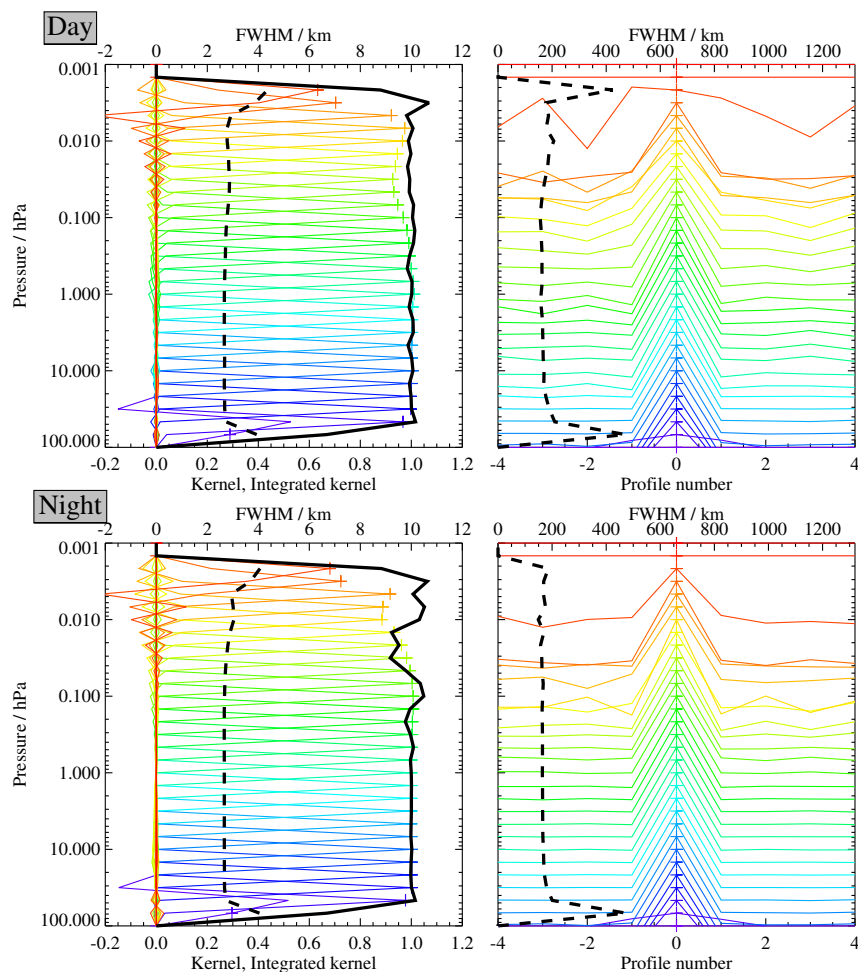 Day
FWHM / km
FWHM / km
-2 0 2 4 6 8 10 12
0 200 400 600 800 1000 1200
0.001
0.010
0.100
1.000
10.000
100.000
Pressure / hPa
-0.2 0.0 0.2 0.4 0.6 0.8 1.0 1.2
-4 -2 0 2 4
Kernel, Integrated kernel
Profile number
Night
FWHM / km
FWHM / km
-2 0 2 4 6 8 10 12
0 200 400 600 800 1000 1200
0.001
0.010
0.100
1.000
10.000
100.000
Pressure / hPa
-0.2 0.0 0.2 0.4 0.6 0.8 1.0 1.2
-4 -2 0 2 4
Kernel, Integrated kernel
Profile number